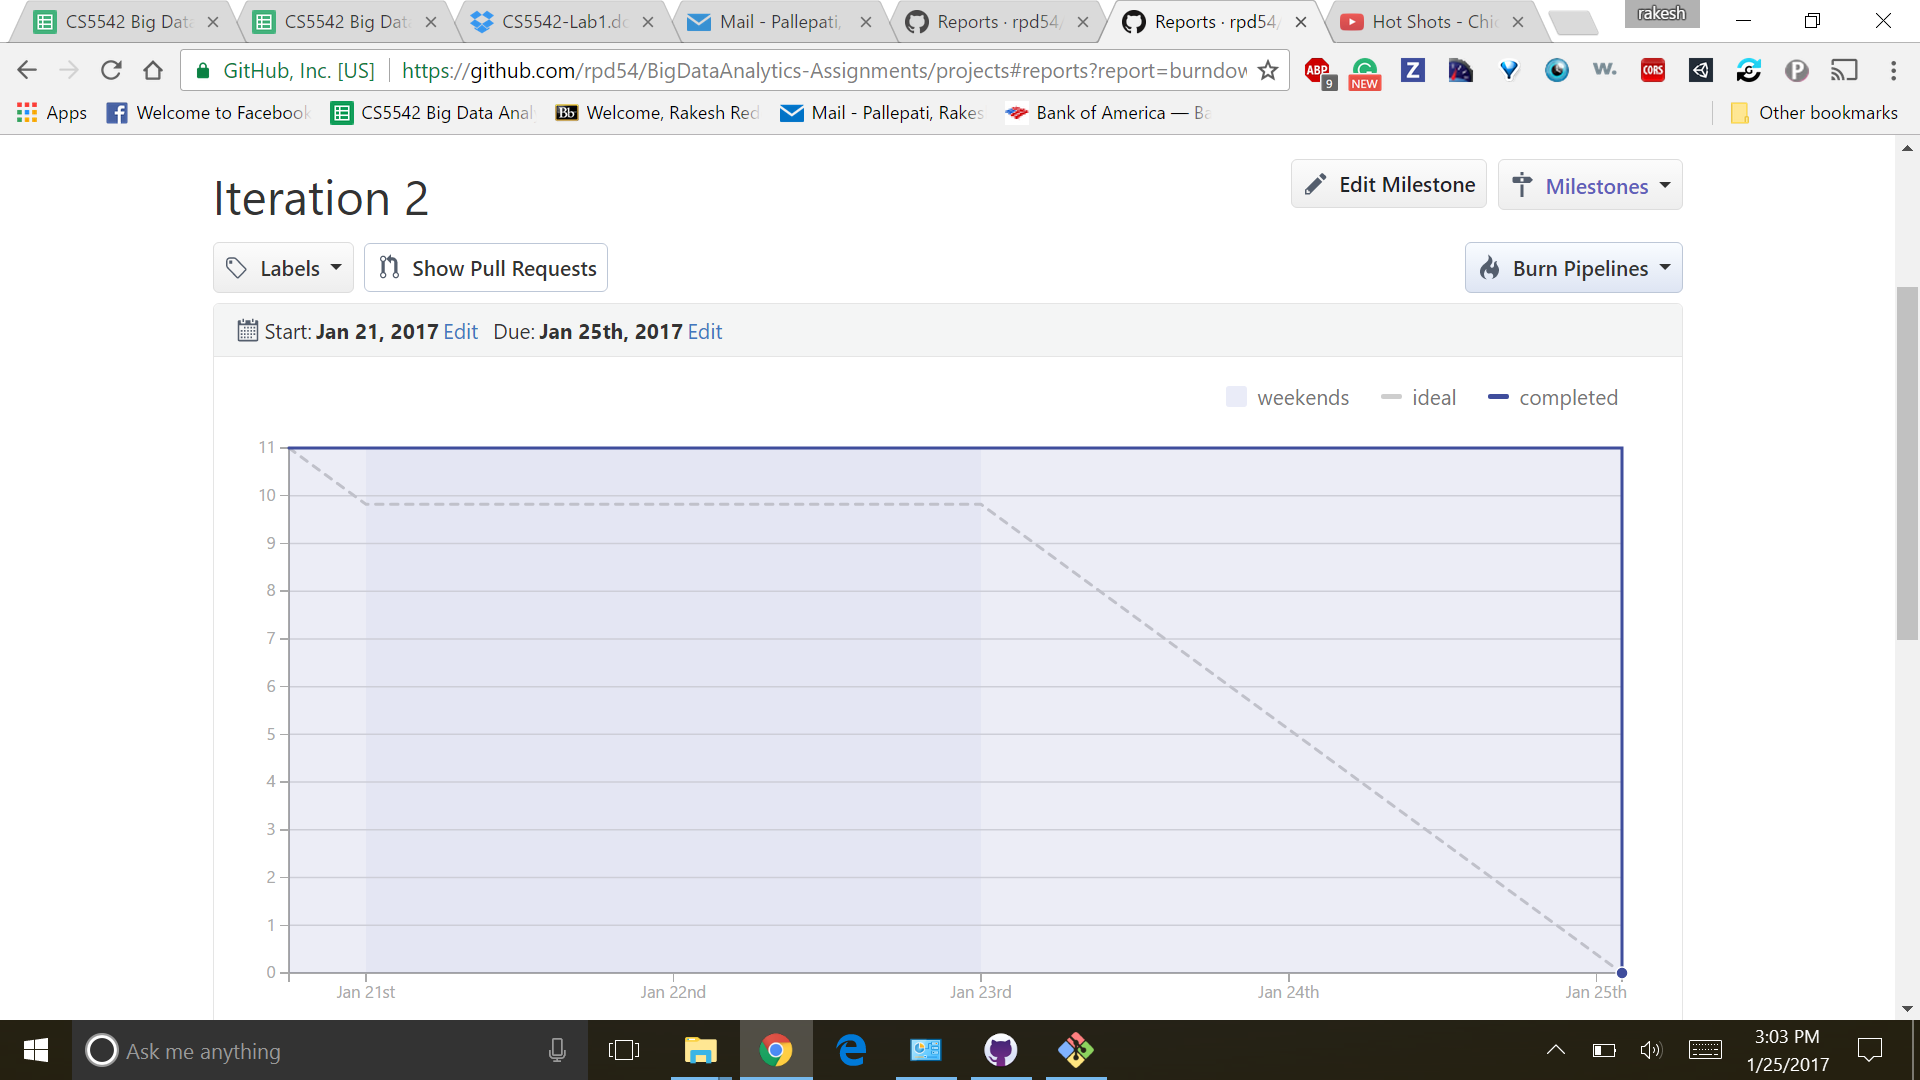 rakesh
CS5542 Big Data
CS5542 Big Dat
CS5542-Lab1.do
Mail - Pallepati,
Reports · rpd54/
Reports · rpd54/
Hot Shots - Chi
GitHub, Inc. [US]
https://github.com/rpd54/BigDataAnalytics-Assignments/projects#reports?report=burndow
ABP
9
NEW
Z
w.
CORS
P
Apps
Welcome to Facebook
CS5542 Big Data Anal
Bb
Welcome, Rakesh Red
Mail - Pallepati, Rakes
Bank of America — Ba
Other bookmarks
Iteration 2
Edit Milestone
Milestones
Labels
Show Pull Requests
Burn Pipelines
Start: Jan 21, 2017 Edit Due: Jan 25th, 2017 Edit
weekends
ideal
completed
11
10
9
8
7
6
5
4
3
2
1
0
Jan 21st
Jan 22nd
Jan 23rd
Jan 24th
Jan 25th
Ask me anything
3:03 PM
1/25/2017